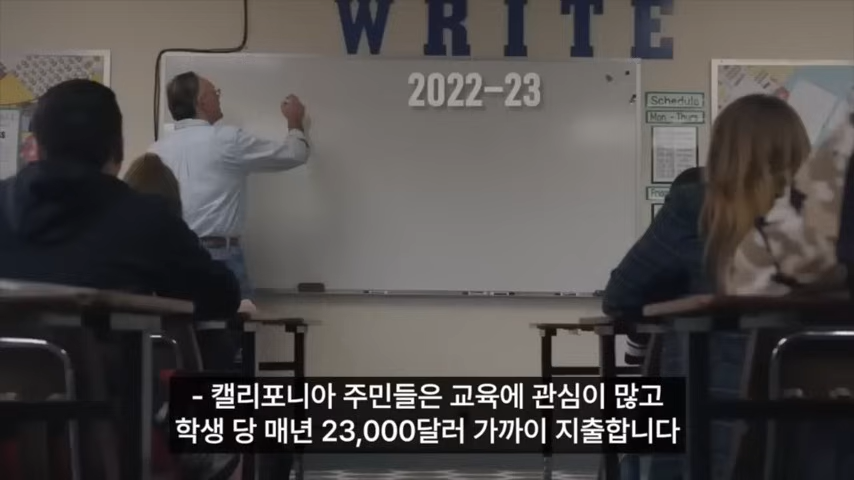 WRITE
2022–23
Schedule
Mon - Thurs
- 캘리포니아 주민들은 교육에 관심이 많고
학생 당 매년 23,000달러 가까이 지출합니다